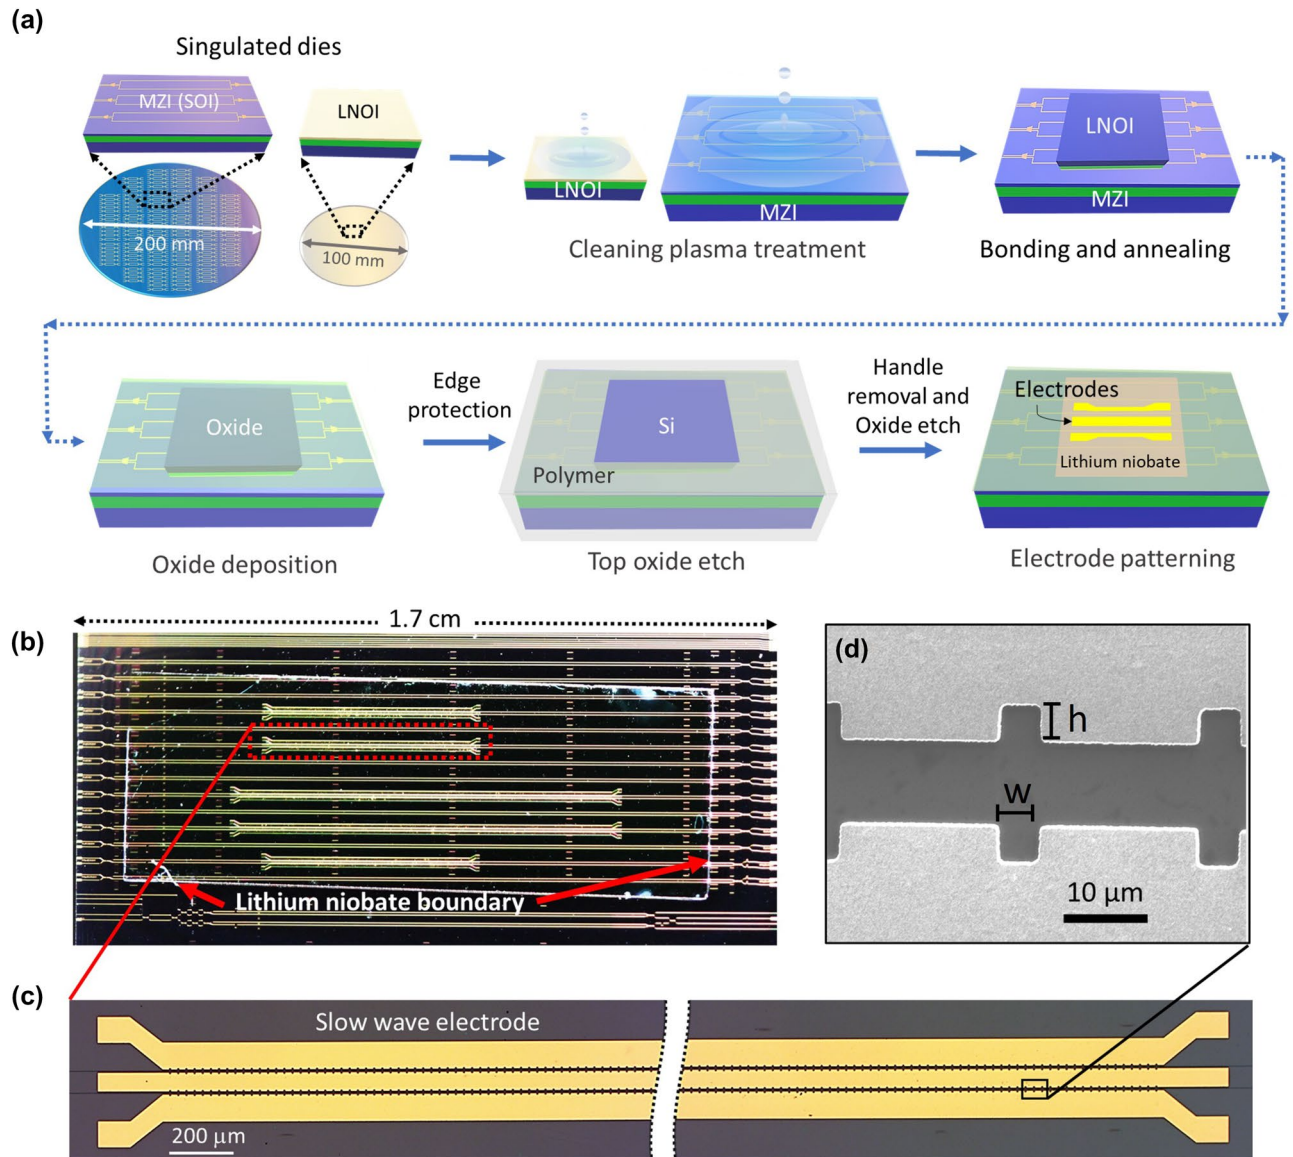 (a)
Singulated dies
MZI (SOI)
LNOI
200 mm
100 mm
LNOI
MZI
Cleaning plasma treatment
LNOI
MZI
Bonding and annealing
Oxide
Oxide deposition
Edge
protection
Si
Polymer
Top oxide etch
Handle
removal and
Oxide etch
Electrodes
Lithium niobate
Electrode patterning
(b)
1.7 cm
Lithium niobate boundary
(d)
h
w
10 μm
(c)
Slow wave electrode
200 μm